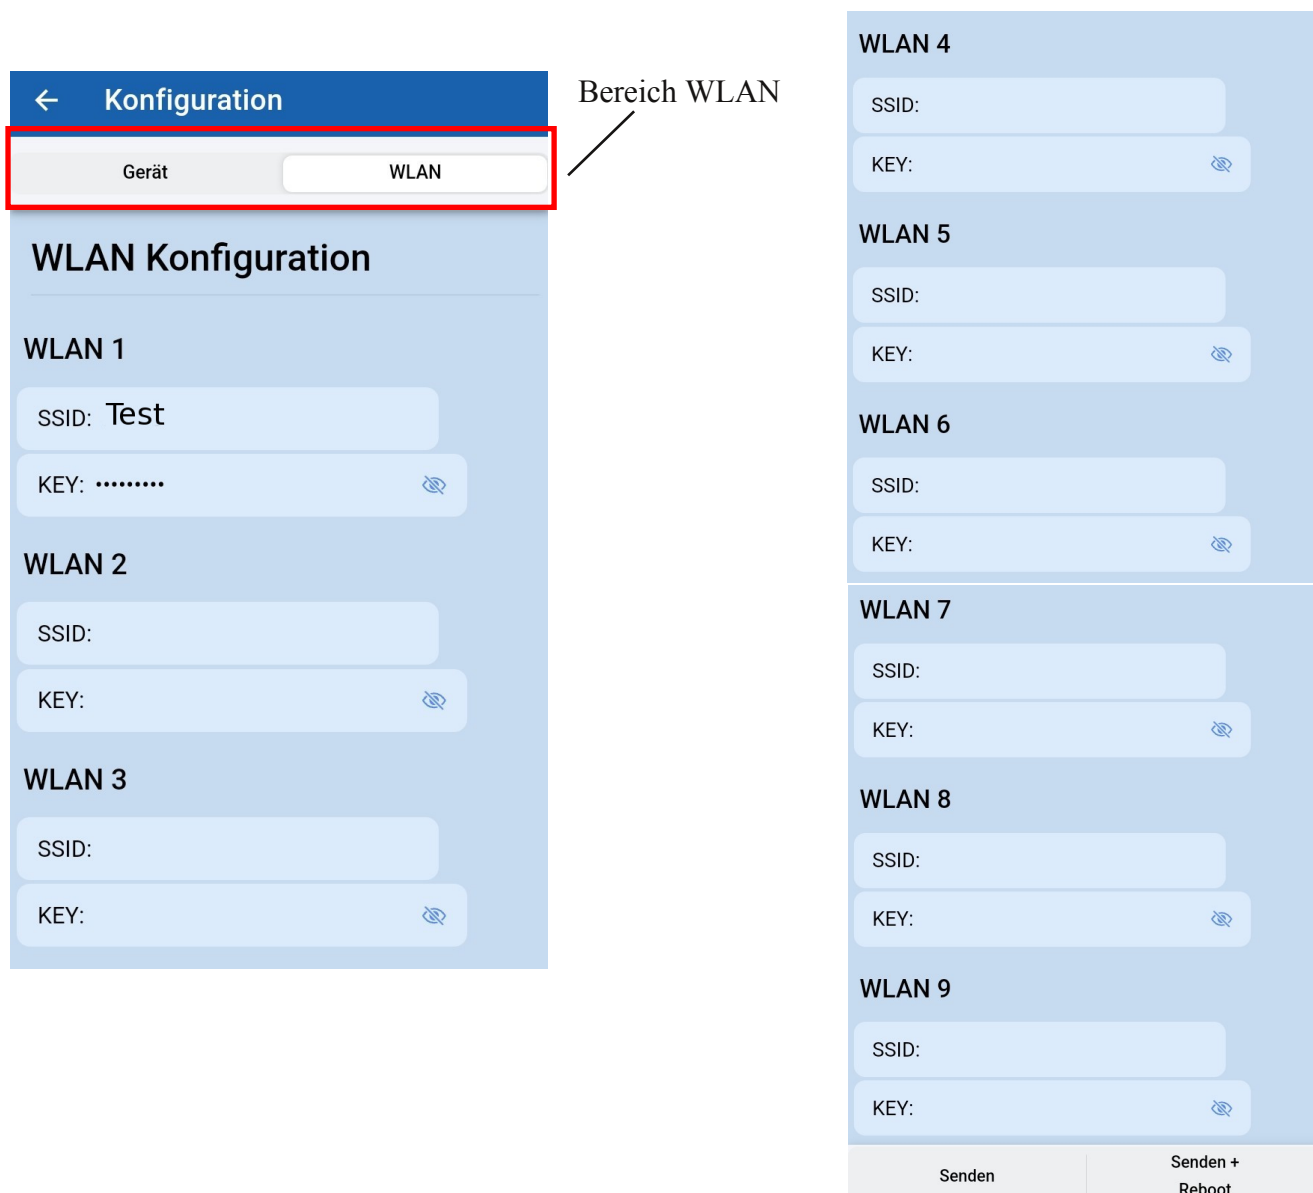 Konfiguration
Bereich WLAN
Gerät
WLAN
WLAN Konfiguration
WLAN 1
SSID: Test
KEY: •••••••••
WLAN 2
SSID:
KEY:
WLAN 3
SSID:
KEY:
WLAN 4
SSID:
KEY:
WLAN 5
SSID:
KEY:
WLAN 6
SSID:
KEY:
WLAN 7
SSID:
KEY:
WLAN 8
SSID:
KEY:
WLAN 9
SSID:
KEY:
Senden
Senden +
Reboot